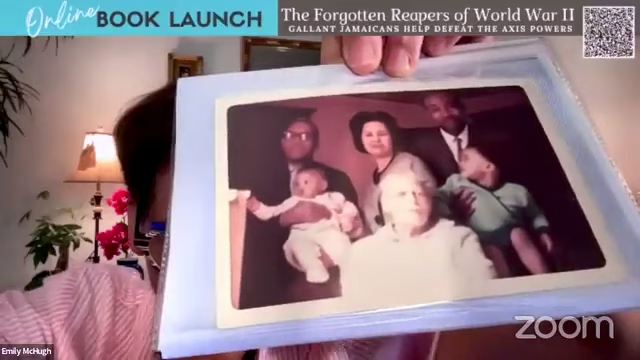 Online BOOK LAUNCH
The Forgotten Reapers of World War II
GALLANT JAMAICANS HELP DEFEAT THE AXIS POWERS
zoom
Emily McHugh